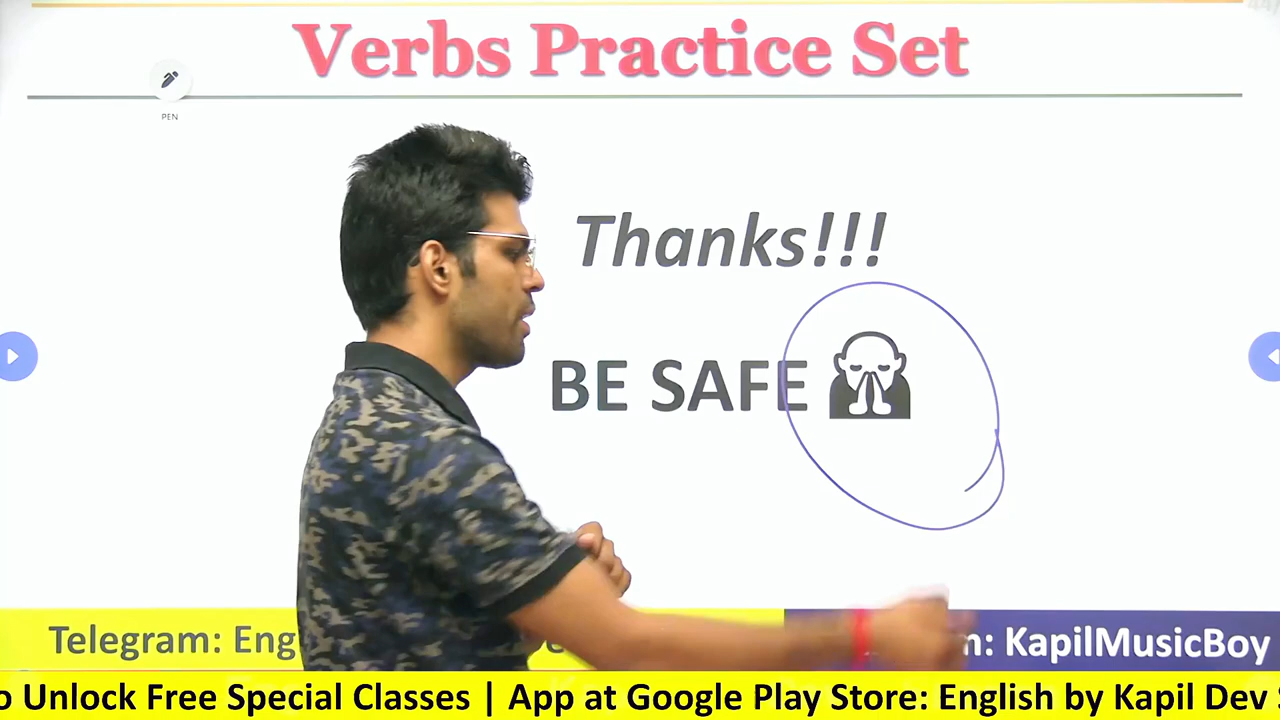 Verbs Practice Set
PEN
Thanks!!!
BE SAFE
Telegram: Eng
: KapilMusicBoy
Unlock Free Special Classes | App at Google Play Store: English by Kapil Dev